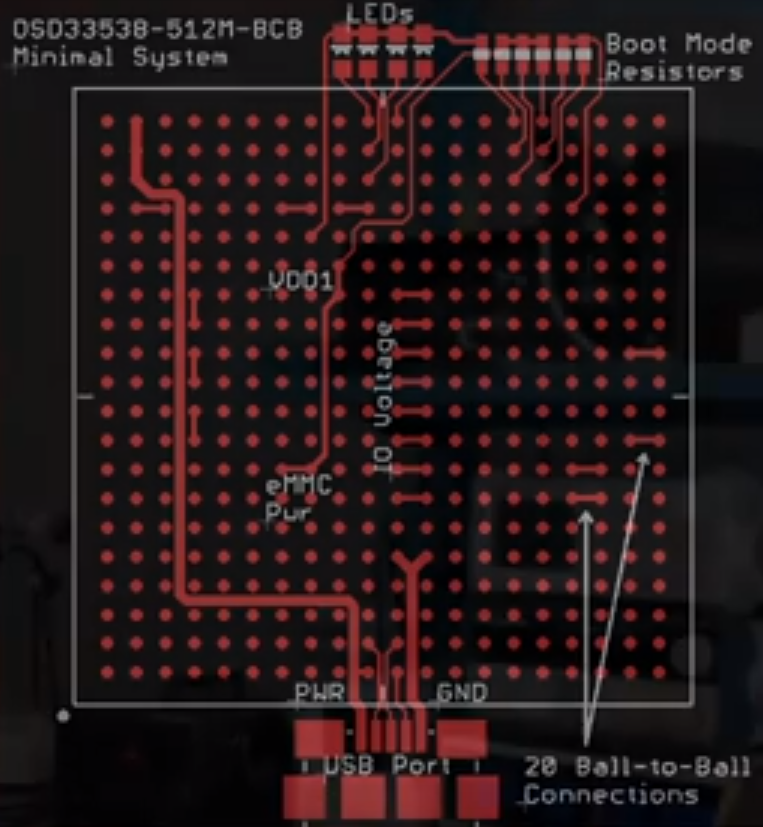 OSD33538-512M-BCB
Minimal System
LEDs
Boot Mode
Resistors
VDD1
IO Voltage
eMMC
Pwr
PWR
GND
USB Port
20 Ball-to-Ball
Connections